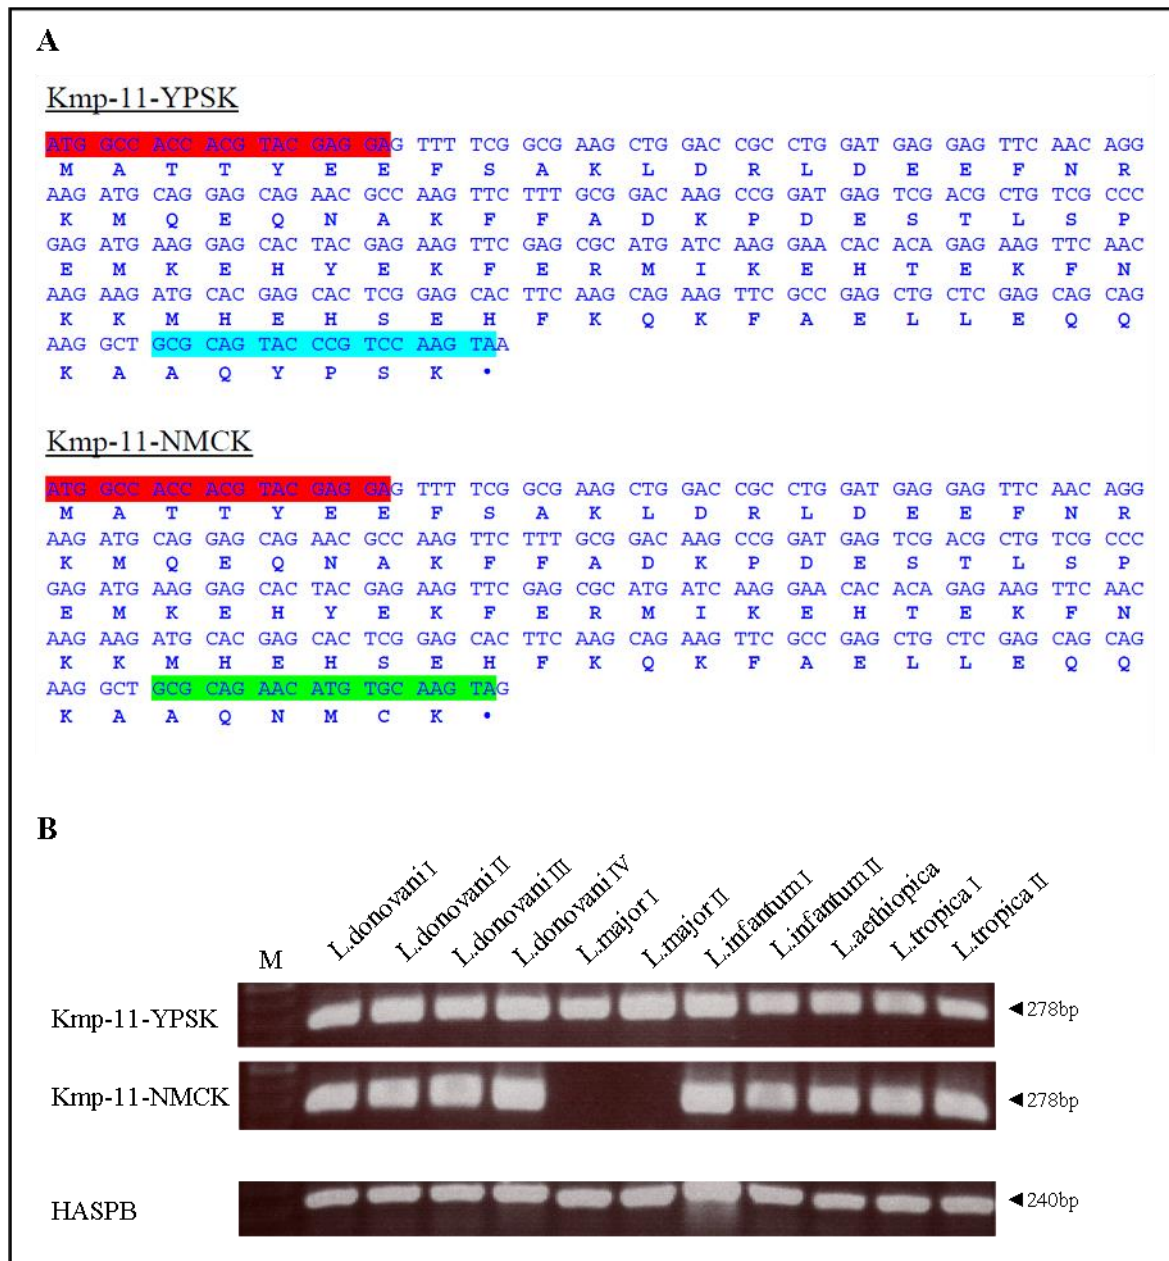 A
Kmp-11-YPSK
ATG GCC ACC ACG TAC GAG GAG TTT TCG GCG AAG CTG GAC CGC CTG GAT GAG GAG TTC AAC AGG
M A T T Y E E F S A K L D R L D E E F N R
AAG ATG CAG GAG CAG AAC GCC AAG TTC TTT GCG GAC AAG CCG GAT GAG TCG ACG CTG TCG CCC
K M Q E Q N A K F F A D K P D E S T L S P
GAG ATG AAG GAG CAC TAC GAG AAG TTC GAG CGC ATG ATC AAG GAA CAC ACA GAG AAG TTC AAC
E M K E H Y E K F E R M I K E H T E K F N
AAG AAG ATG CAC GAG CAC TCG GAG CAC TTC AAG CAG AAG TTC GCC GAG CTG CTC GAG CAG CAG
K K M H E H S E H F K Q K F A E L L E Q Q
AAG GCT GCG CAG TAC CCG TCC AAG TAA
K A A Q Y P S K •
Kmp-11-NMCK
ATG GCC ACC ACG TAC GAG GAG TTT TCG GCG AAG CTG GAC CGC CTG GAT GAG GAG TTC AAC AGG
M A T T Y E E F S A K L D R L D E E F N R
AAG ATG CAG GAG CAG AAC GCC AAG TTC TTT GCG GAC AAG CCG GAT GAG TCG ACG CTG TCG CCC
K M Q E Q N A K F F A D K P D E S T L S P
GAG ATG AAG GAG CAC TAC GAG AAG TTC GAG CGC ATG ATC AAG GAA CAC ACA GAG AAG TTC AAC
E M K E H Y E K F E R M I K E H T E K F N
AAG AAG ATG CAC GAG CAC TCG GAG CAC TTC AAG CAG AAG TTC GCC GAG CTG CTC GAG CAG CAG
K K M H E H S E H F K Q K F A E L L E Q Q
AAG GCT GCG CAG AAC ATG TGC AAG TAG
K A A Q N M C K •
B
M L.donovani I L.donovani II L.donovani III L.donovani IV L.major I L.major II L.infantum I L.infantum II L.aethiopica L.tropica I L.tropica II
Kmp-11-YPSK ◄278bp
Kmp-11-NMCK ◄278bp
HASPB ◄240bp